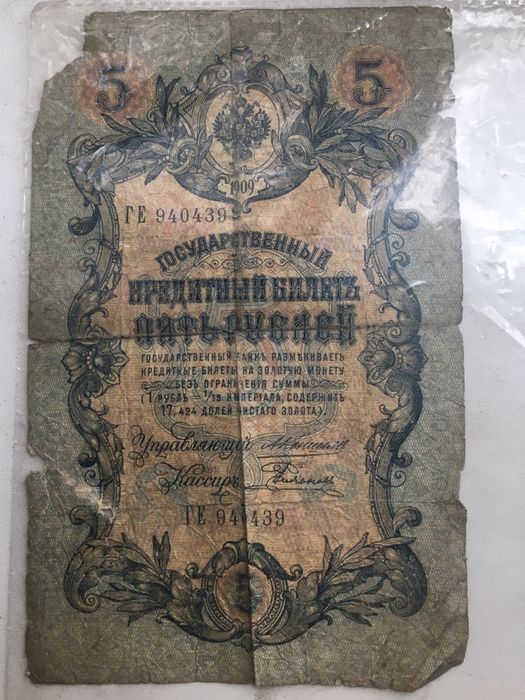 5 5
1909
ГЕ 940439
ГОСУДАРСТВЕННЫЙ
КРЕДИТНЫЙ БИЛЕТЪ
ПЯТЬ РУБЛЕЙ
ГОСУДАРСТВЕННЫЙ БАНКЪ РАЗМѢНИВАЕТЪ
КРЕДИТНЫЕ БИЛЕТЫ НА ЗОЛОТУЮ МОНЕТУ
БЕЗЪ ОГРАНИЧЕНІЯ СУММЫ
(1 РУБЛЬ = 1/15 ИМПЕРІАЛА, СОДЕРЖИТЪ
17,424 ДОЛЕЙ ЧИСТАГО ЗОЛОТА).
Управляющій
Кассиръ
ГЕ 940439
5